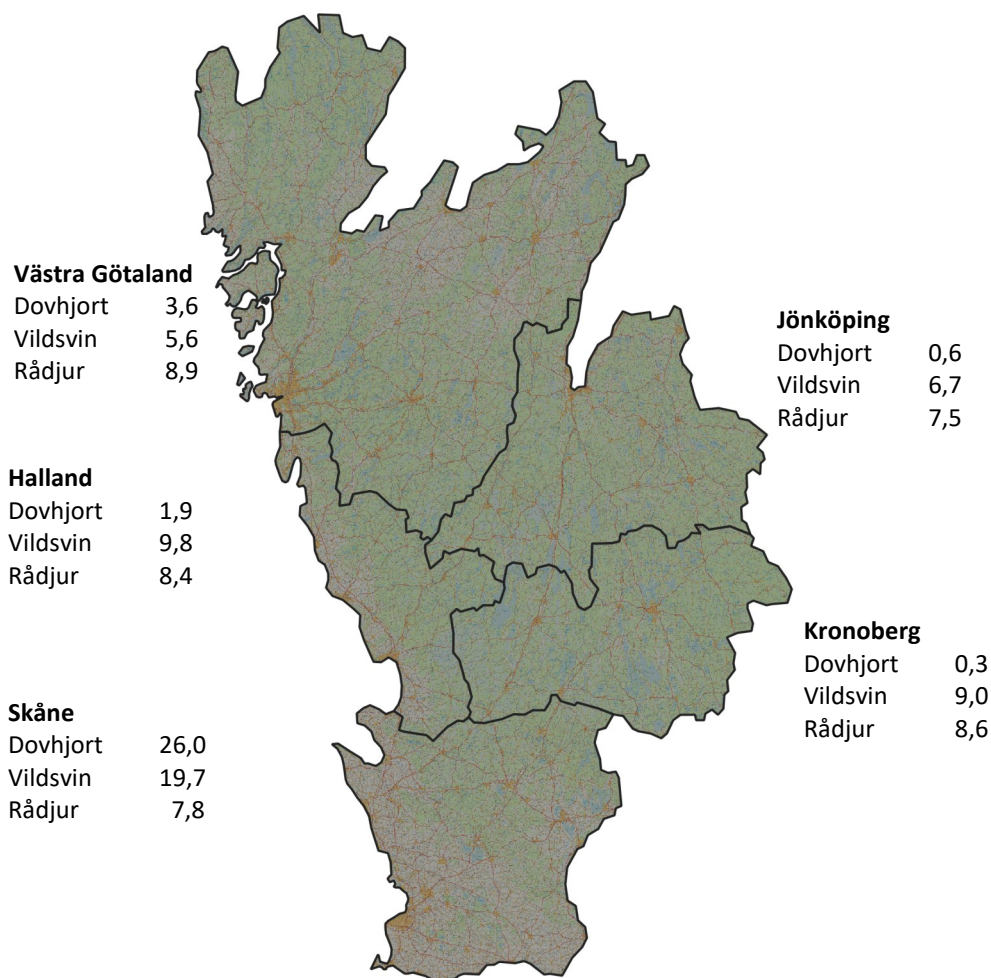 Västra Götaland
Dovhjort 3,6
Vildsvin 5,6
Rådjur 8,9
Jönköping
Dovhjort 0,6
Vildsvin 6,7
Rådjur 7,5
Halland
Dovhjort 1,9
Vildsvin 9,8
Rådjur 8,4
Kronoberg
Dovhjort 0,3
Vildsvin 9,0
Rådjur 8,6
Skåne
Dovhjort 26,0
Vildsvin 19,7
Rådjur 7,8